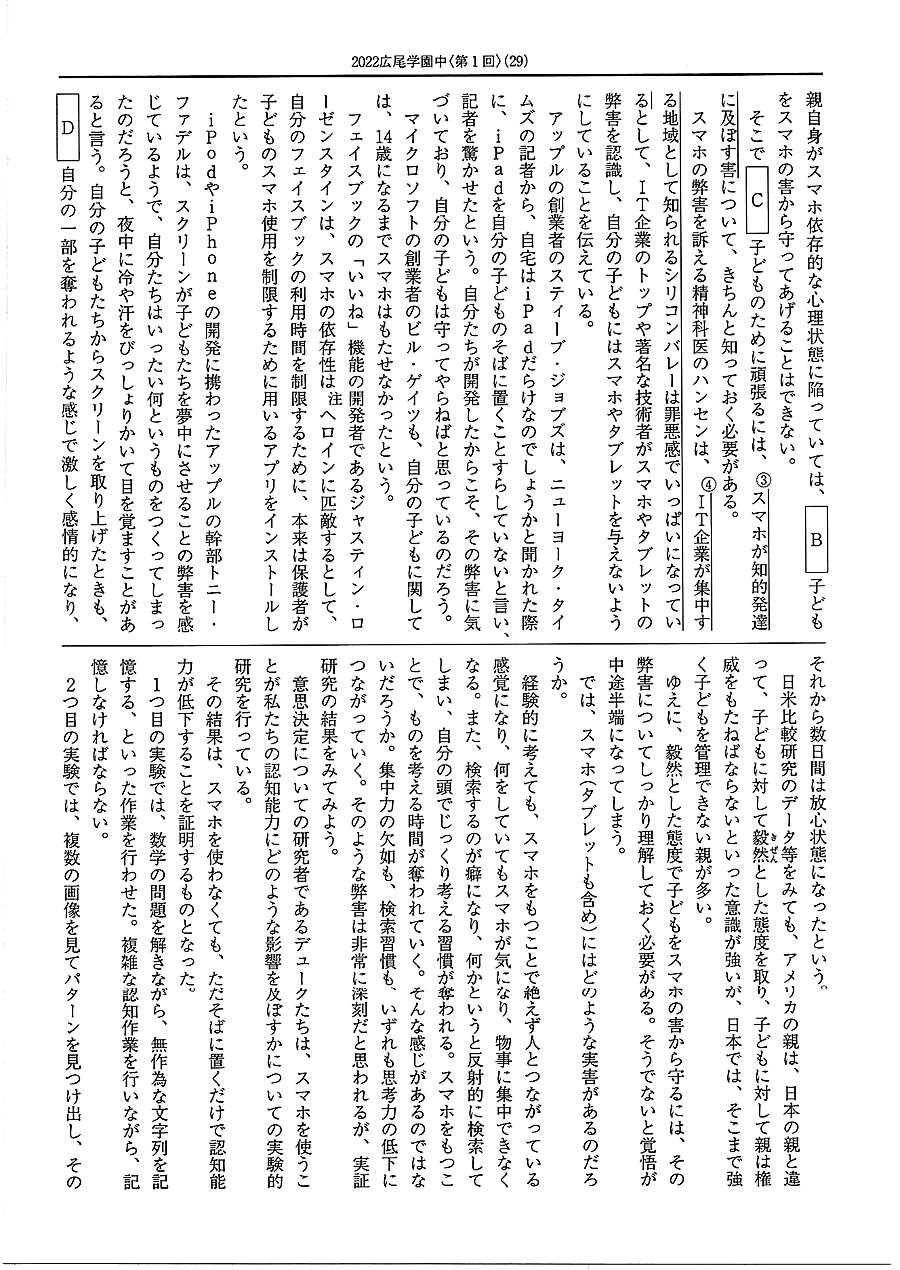 2022広尾学園中〈第1回〉(29)
親自身がスマホ依存的な心理状態に陥っていては、 B 子ども
をスマホの害から守ってあげることはできない。
そこで C 子どものために頑張るには、③スマホが知的発達
に及ぼす害について、きちんと知っておく必要がある。
スマホの弊害を訴える精神科医のハンセンは、④IT企業が集中す
る地域として知られるシリコンバレーは罪悪感でいっぱいになってい
るとして、IT企業のトップや著名な技術者がスマホやタブレットの
弊害を認識し、自分の子どもにはスマホやタブレットを与えないよう
にしていることを伝えている。
アップルの創業者のスティーブ・ジョブズは、ニューヨーク・タイ
ムズの記者から、自宅はiPadだらけなのでしょうかと聞かれた際
に、iPadを自分の子どものそばに置くことすらしていないと言い、
記者を驚かせたという。自分たちが開発したからこそ、その弊害に気
づいており、自分の子どもは守ってやらねばと思っているのだろう。
マイクロソフトの創業者のビル・ゲイツも、自分の子どもに関して
は、14歳になるまでスマホはもたせなかったという。
フェイスブックの「いいね」機能の開発者であるジャスティン・ロ
ーゼンスタインは、スマホの依存性は注ヘロインに匹敵するとして、
自分のフェイスブックの利用時間を制限するために、本来は保護者が
子どものスマホ使用を制限するために用いるアプリをインストールし
たという。
iPodやiPhoneの開発に携わったアップルの幹部トニー・
ファデルは、スクリーンが子どもたちを夢中にさせることの弊害を感
じているようで、自分たちはいったい何というものをつくってしまっ
たのだろうと、夜中に冷や汗をびっしょりかいて目を覚ますことがあ
ると言う。自分の子どもたちからスクリーンを取り上げたときも、
D 自分の一部を奪われるような感じで激しく感情的になり、
それから数日間は放心状態になったという。
日米比較研究のデータ等をみても、アメリカの親は、日本の親と違
って、子どもに対して毅然とした態度を取り、子どもに対して親は権
きぜん
威をもたねばならないといった意識が強いが、日本では、そこまで強
く子どもを管理できない親が多い。
ゆえに、毅然とした態度で子どもをスマホの害から守るには、その
弊害についてしっかり理解しておく必要がある。そうでないと覚悟が
中途半端になってしまう。
では、スマホ(タブレットも含め)にはどのような実害があるのだろ
うか。
経験的に考えても、スマホをもつことで絶えず人とつながっている
感覚になり、何をしていてもスマホが気になり、物事に集中できなく
なる。また、検索するのが癖になり、何かというと反射的に検索して
しまい、自分の頭でじっくり考える習慣が奪われる。スマホをもつこ
とで、ものを考える時間が奪われていく。そんな感じがあるのではな
いだろうか。集中力の欠如も、検索習慣も、いずれも思考力の低下に
つながっていく。そのような弊害は非常に深刻だと思われるが、実証
研究の結果をみてみよう。
意思決定についての研究者であるデュークたちは、スマホを使うこ
とが私たちの認知能力にどのような影響を及ぼすかについての実験的
研究を行っている。
その結果は、スマホを使わなくても、ただそばに置くだけで認知能
力が低下することを証明するものとなった。
1つ目の実験では、数学の問題を解きながら、無作為な文字列を記
憶する、といった作業を行わせた。複雑な認知作業を行いながら、記
憶しなければならない。
2つ目の実験では、複数の画像を見てパターンを見つけ出し、その